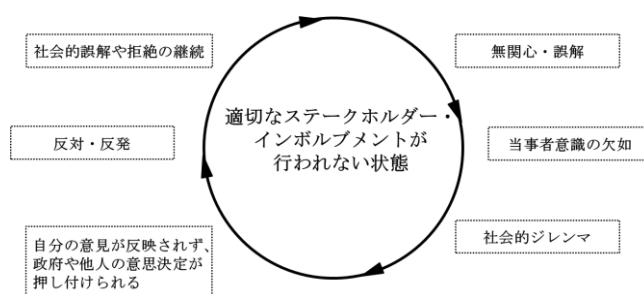 社会的誤解や拒絶の継続
無関心・誤解
適切なステークホルダー・
インボルブメントが
行われない状態
反対・反発
当事者意識の欠如
社会的ジレンマ
自分の意見が反映されず、
政府や他人の意思決定が
押し付けられる